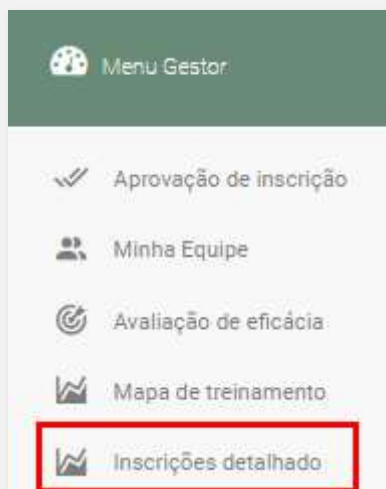 Menu Gestor
Aprovação de inscrição
Minha Equipe
Avaliação de eficácia
Mapa de treinamento
Inscrições detalhado